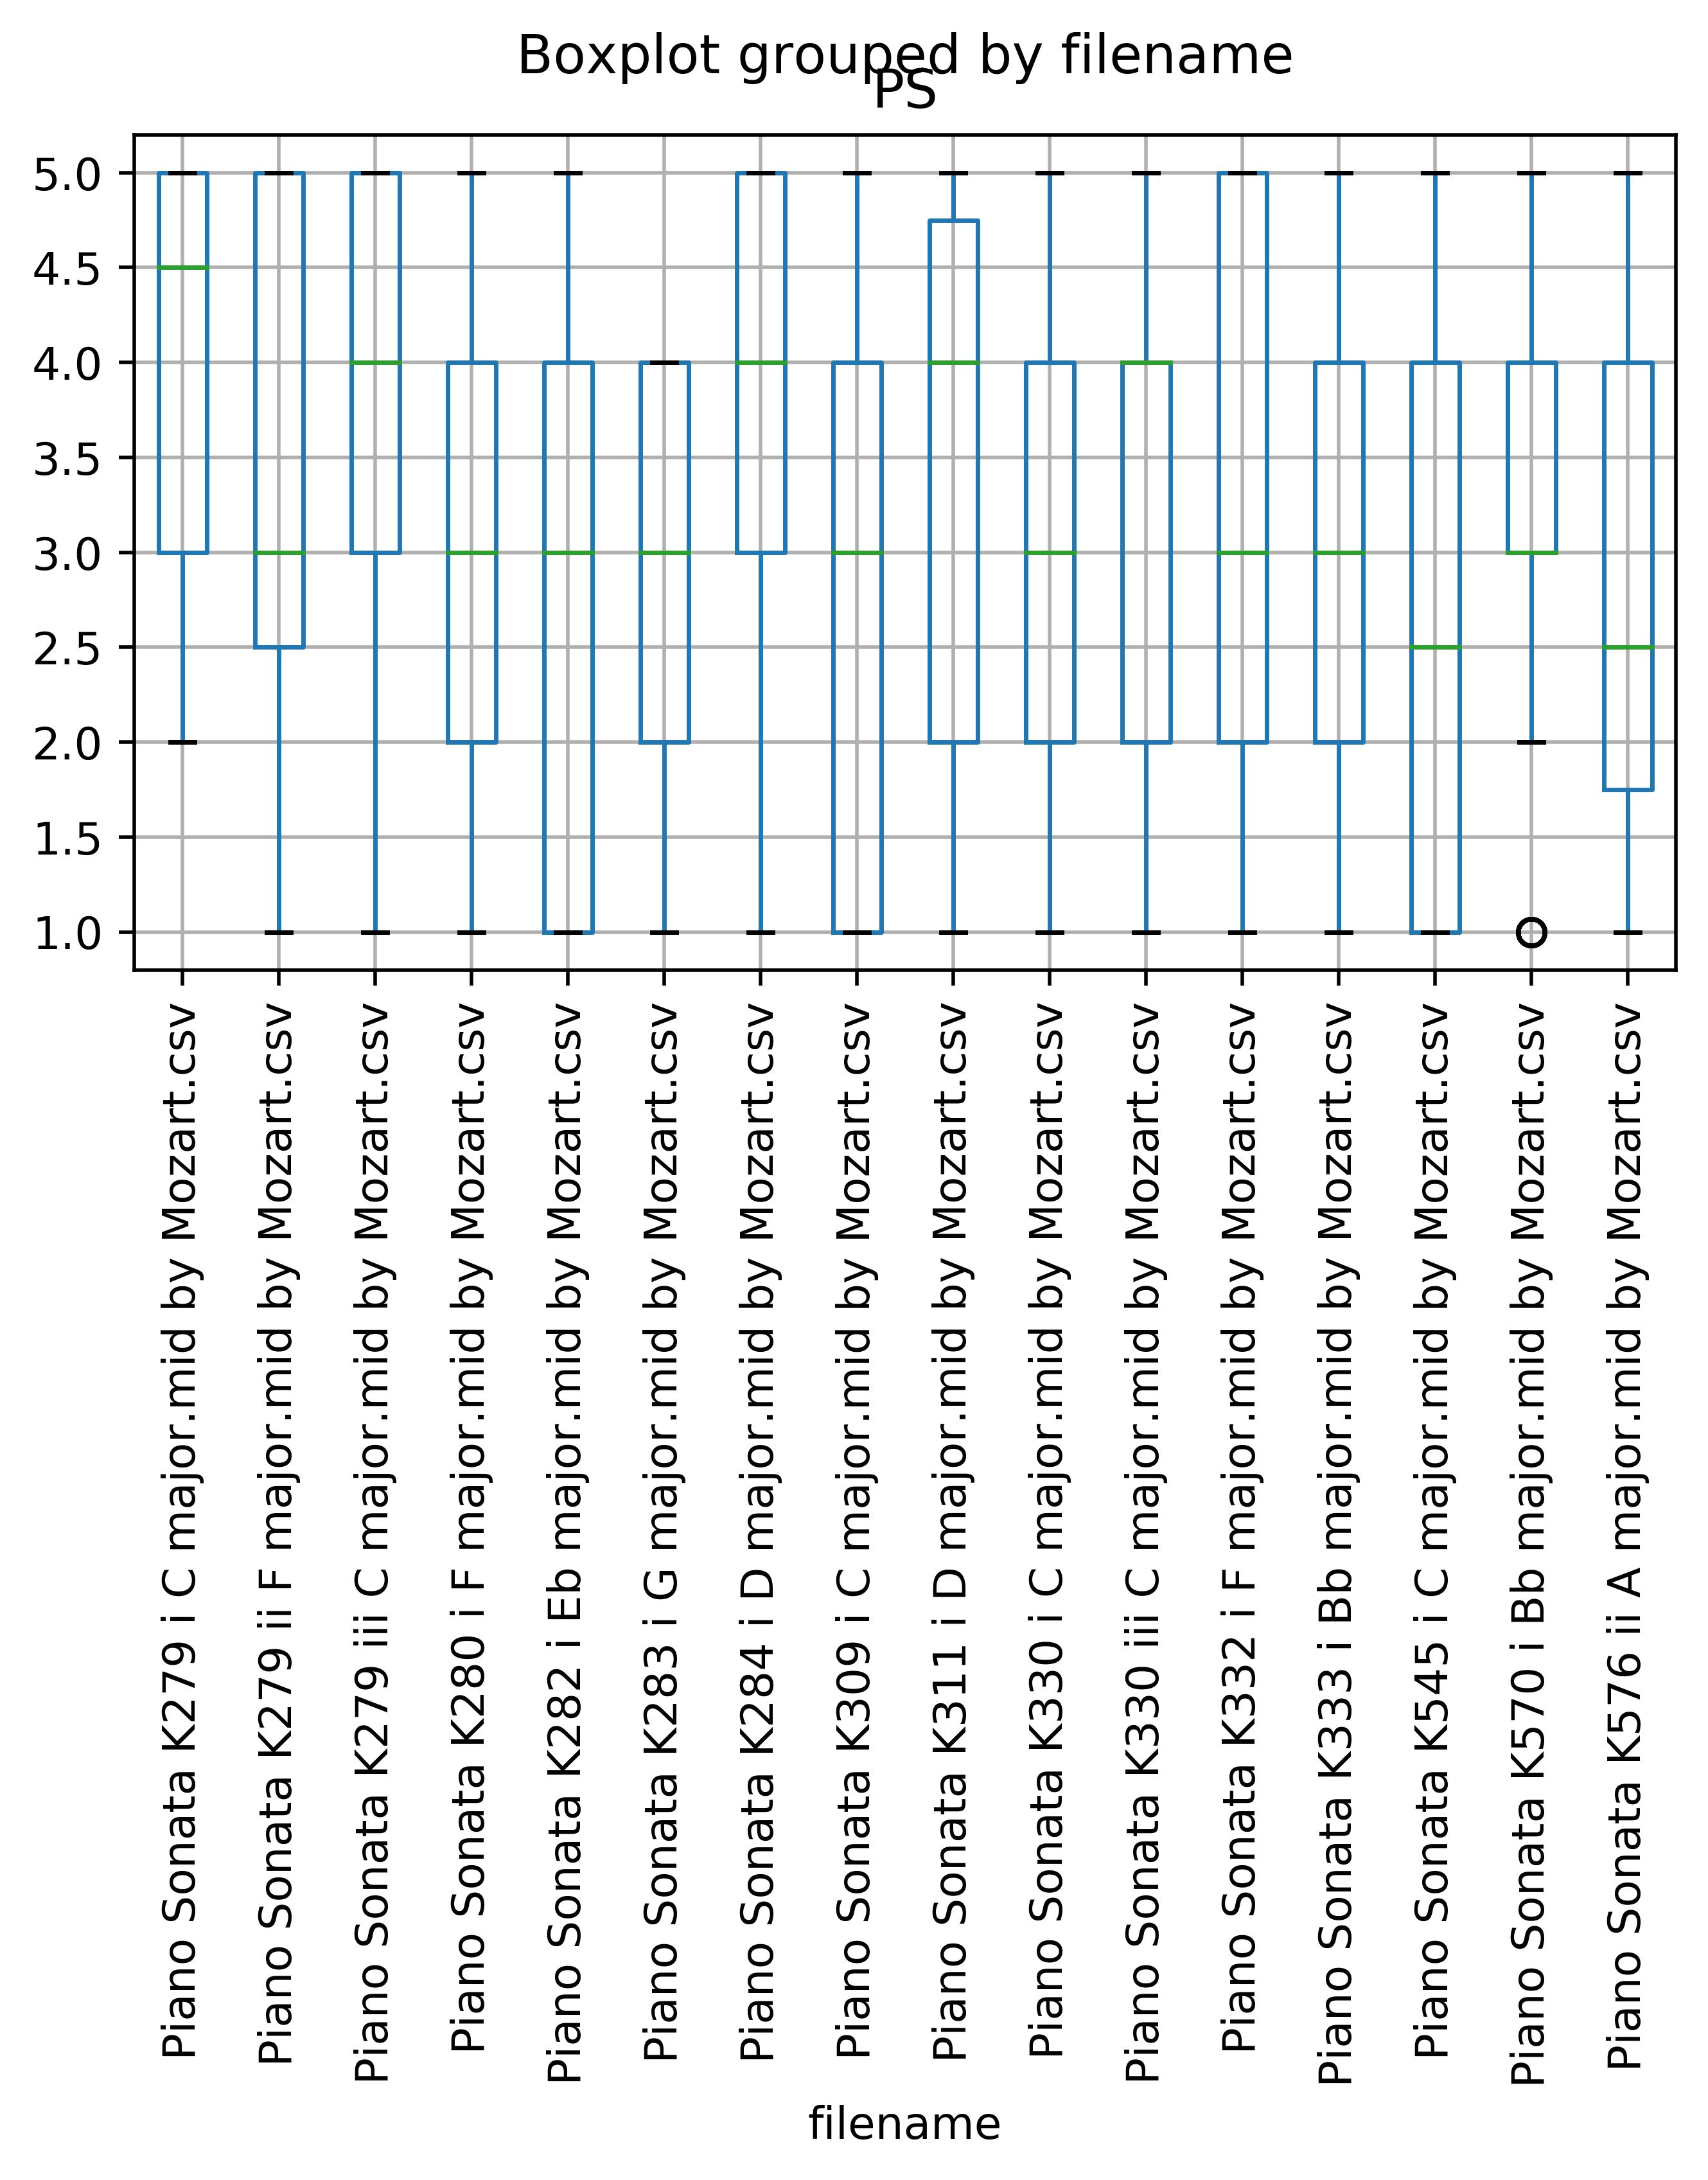 Boxplot grouped by filename
PS
5.0
4.5
4.0
3.5
3.0
2.5
2.0
1.5
1.0
Piano Sonata K279 i C major.mid by Mozart.csv
Piano Sonata K279 ii F major.mid by Mozart.csv
Piano Sonata K279 iii C major.mid by Mozart.csv
Piano Sonata K280 i F major.mid by Mozart.csv
Piano Sonata K282 i Eb major.mid by Mozart.csv
Piano Sonata K283 i G major.mid by Mozart.csv
Piano Sonata K284 i D major.mid by Mozart.csv
Piano Sonata K309 i C major.mid by Mozart.csv
Piano Sonata K311 i D major.mid by Mozart.csv
Piano Sonata K330 i C major.mid by Mozart.csv
Piano Sonata K330 iii C major.mid by Mozart.csv
Piano Sonata K332 i F major.mid by Mozart.csv
Piano Sonata K333 i Bb major.mid by Mozart.csv
Piano Sonata K545 i C major.mid by Mozart.csv
Piano Sonata K570 i Bb major.mid by Mozart.csv
Piano Sonata K576 ii A major.mid by Mozart.csv
filename